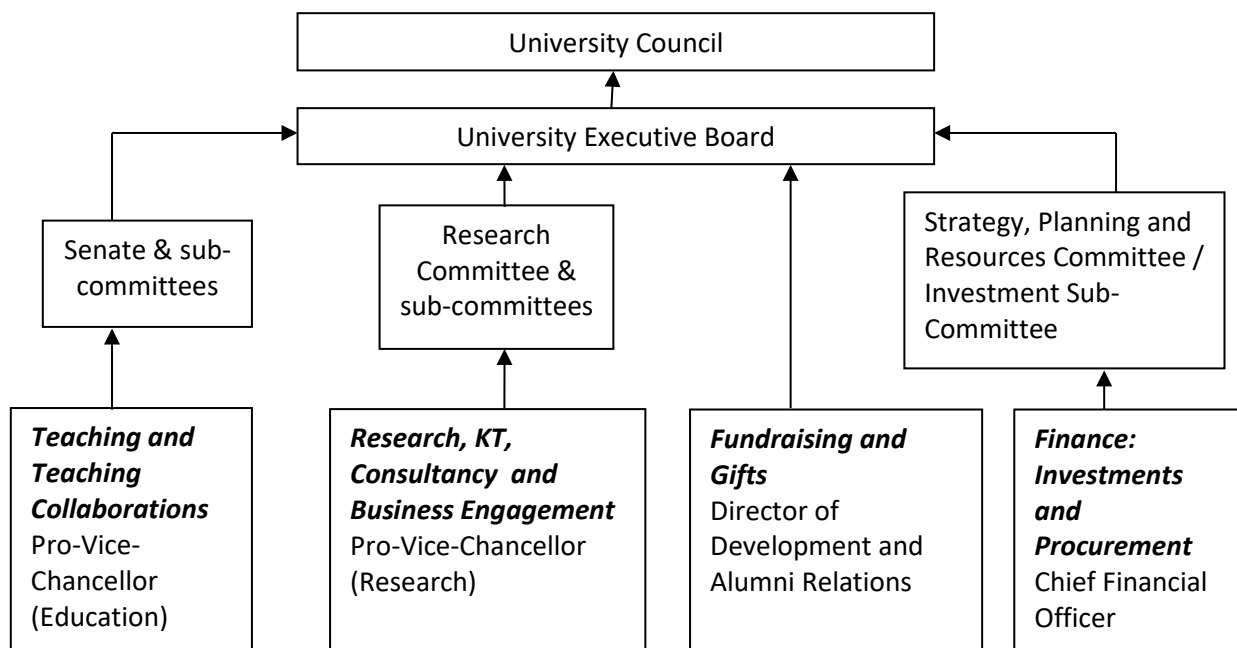 University Council
University Executive Board
Senate & sub-
committees
Research
Committee &
sub-committees
Strategy, Planning and
Resources Committee /
Investment Sub-
Committee
Teaching and
Teaching
Collaborations
Pro-Vice-
Chancellor
(Education)
Research, KT,
Consultancy and
Business Engagement
Pro-Vice-Chancellor
(Research)
Fundraising and
Gifts
Director of
Development and
Alumni Relations
Finance:
Investments
and
Procurement
Chief Financial
Officer